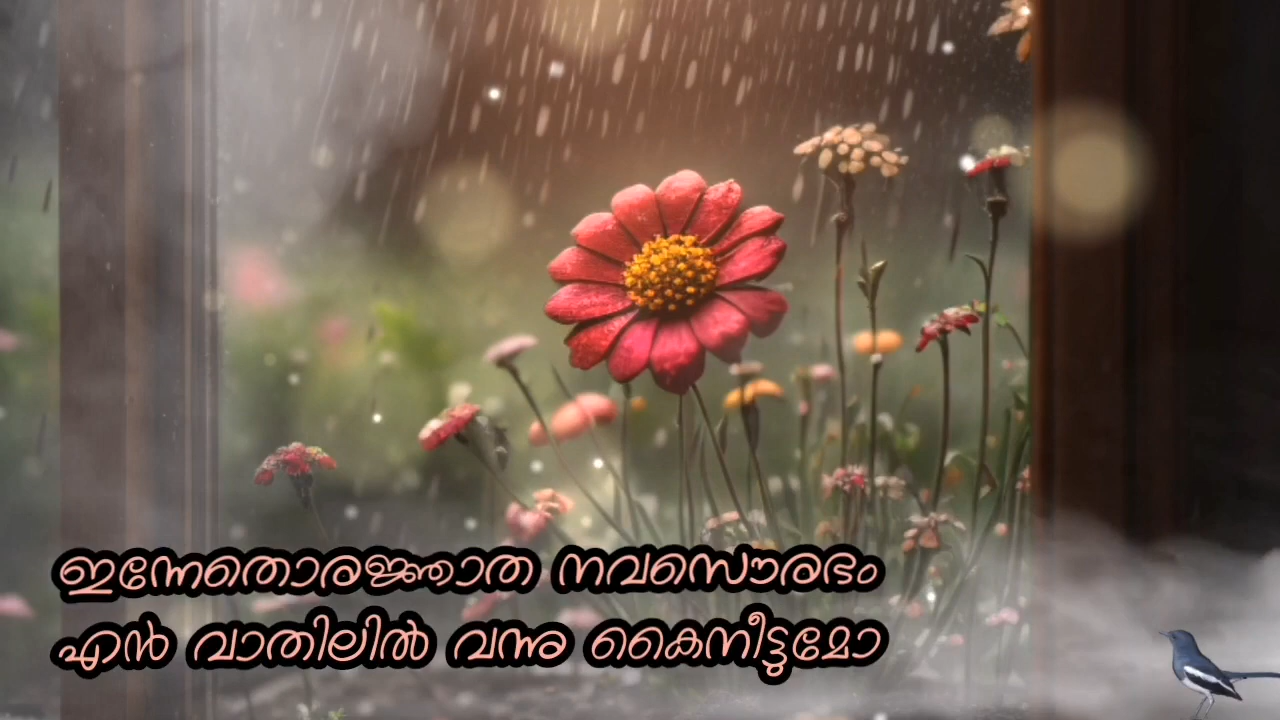 ഇന്നേതൊരജ്ഞാത നവസൌരഭം
എൻ വാതിലിൽ വന്നു കൈനീട്ടുമോ